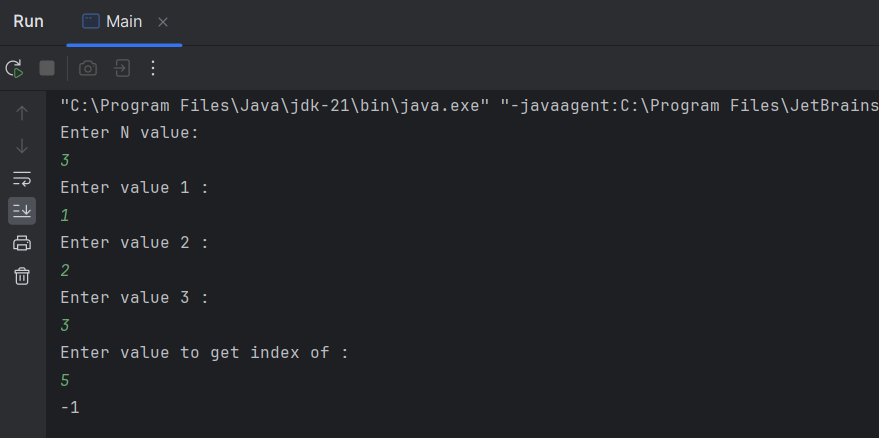 Run Main
"C:\Program Files\Java\jdk-21\bin\java.exe" "-javaagent:C:\Program Files\JetBrains
Enter N value:
3
Enter value 1 :
1
Enter value 2 :
2
Enter value 3 :
3
Enter value to get index of :
5
-1